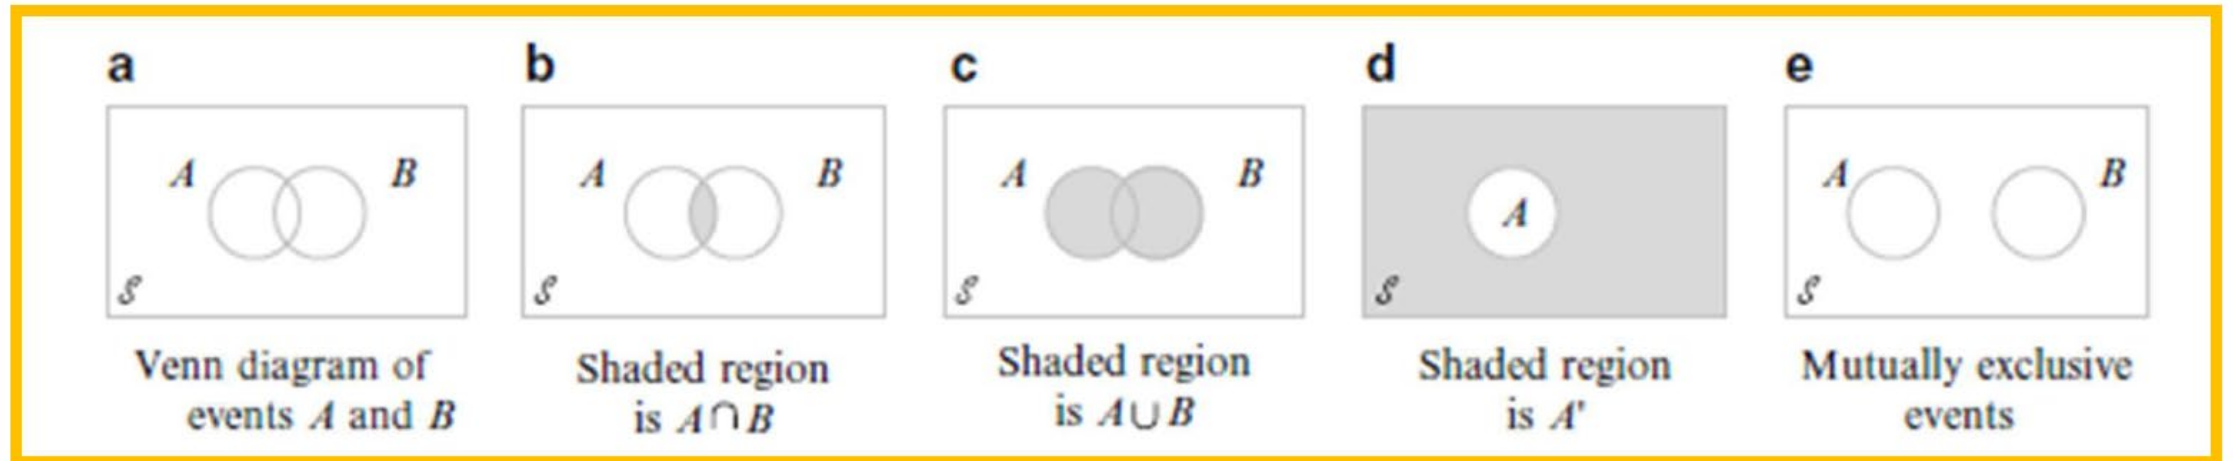 a
A B
𝒮
Venn diagram of
events A and B
b
A B
𝒮
Shaded region
is A∩B
c
A B
𝒮
Shaded region
is A∪B
d
A
𝒮
Shaded region
is A'
e
A B
𝒮
Mutually exclusive
events